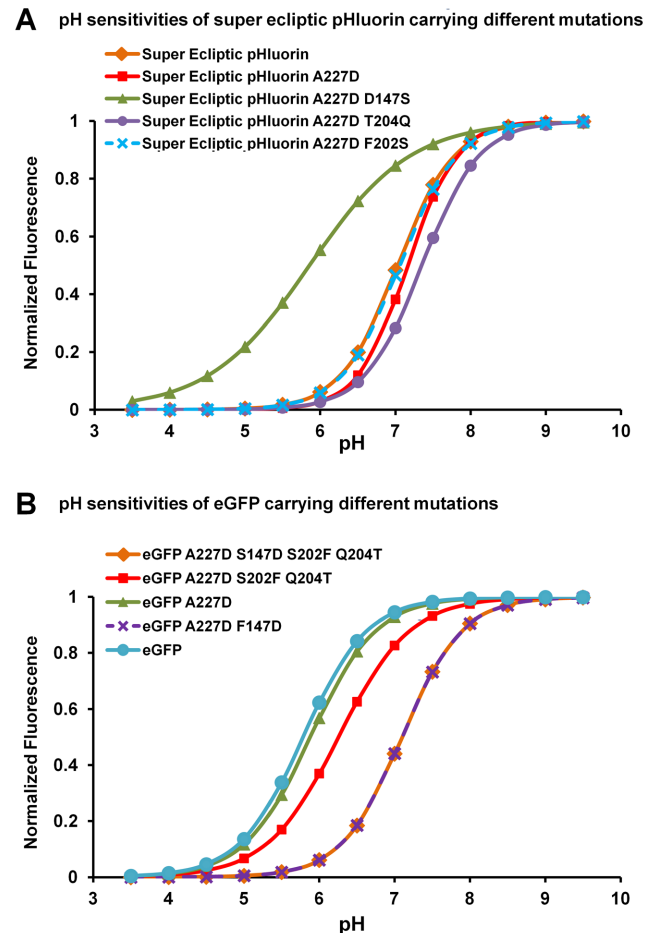 A
pH sensitivities of super ecliptic pHluorin carrying different mutations
Super Ecliptic pHluorin
Super Ecliptic pHluorin A227D
Super Ecliptic pHluorin A227D D147S
Super Ecliptic pHluorin A227D T204Q
Super Ecliptic pHluorin A227D F202S
Normalized Fluorescence
1
0.8
0.6
0.4
0.2
0
3 4 5 6 7 8 9 10
pH
B
pH sensitivities of eGFP carrying different mutations
eGFP A227D S147D S202F Q204T
eGFP A227D S202F Q204T
eGFP A227D
eGFP A227D F147D
eGFP
Normalized Fluorescence
1
0.8
0.6
0.4
0.2
0
3 4 5 6 7 8 9 10
pH